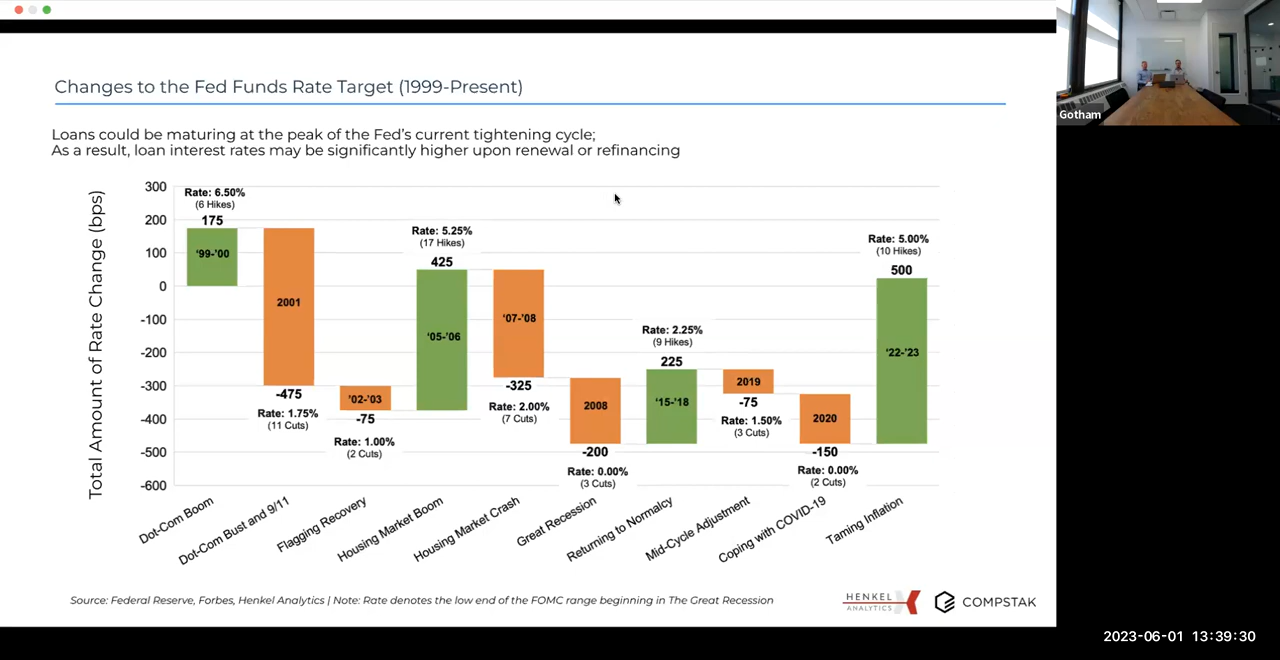 Changes to the Fed Funds Rate Target (1999-Present)
Loans could be maturing at the peak of the Fed's current tightening cycle;
As a result, loan interest rates may be significantly higher upon renewal or refinancing
Total Amount of Rate Change (bps)
300
200
100
0
-100
-200
-300
-400
-500
-600
Rate: 6.50%
(6 Hikes)
175
'99-'00
2001
-475
Rate: 1.75%
(11 Cuts)
'02-'03
-75
Rate: 1.00%
(2 Cuts)
Rate: 5.25%
(17 Hikes)
425
'05-'06
'07-'08
-325
Rate: 2.00%
(7 Cuts)
2008
-200
Rate: 0.00%
(3 Cuts)
Rate: 2.25%
(9 Hikes)
225
'15-'18
2019
-75
Rate: 1.50%
(3 Cuts)
2020
-150
Rate: 0.00%
(2 Cuts)
Rate: 5.00%
(10 Hikes)
500
'22-'23
Dot-Com Boom
Dot-Com Bust and 9/11
Flagging Recovery
Housing Market Boom
Housing Market Crash
Great Recession
Returning to Normalcy
Mid-Cycle Adjustment
Coping with COVID-19
Taming Inflation
Source: Federal Reserve, Forbes, Henkel Analytics | Note: Rate denotes the low end of the FOMC range beginning in The Great Recession
HENKEL
ANALYTICS
COMPSTAK
Gotham
2023-06-01 13:39:30